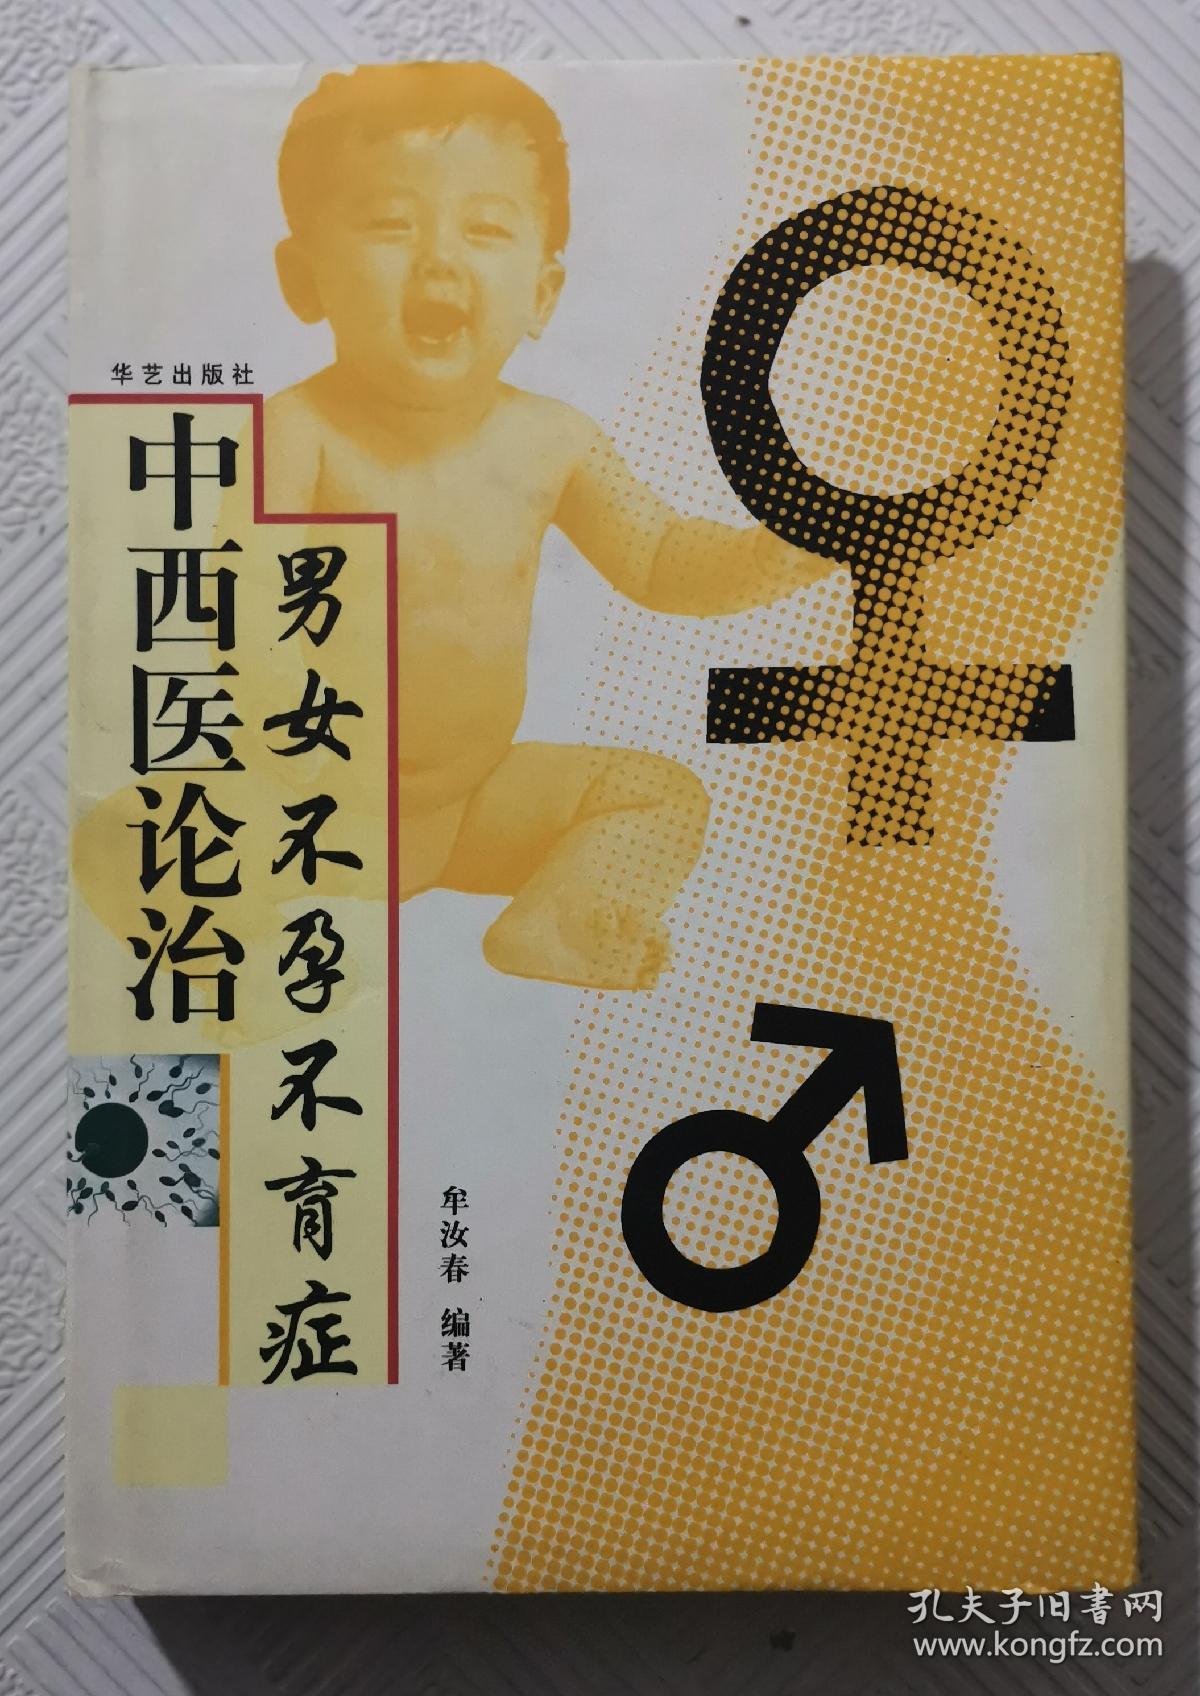 华艺出版社
中西医论治
男女不孕不育症
牟汝春 编著
孔夫子旧書网
www.kongfz.com